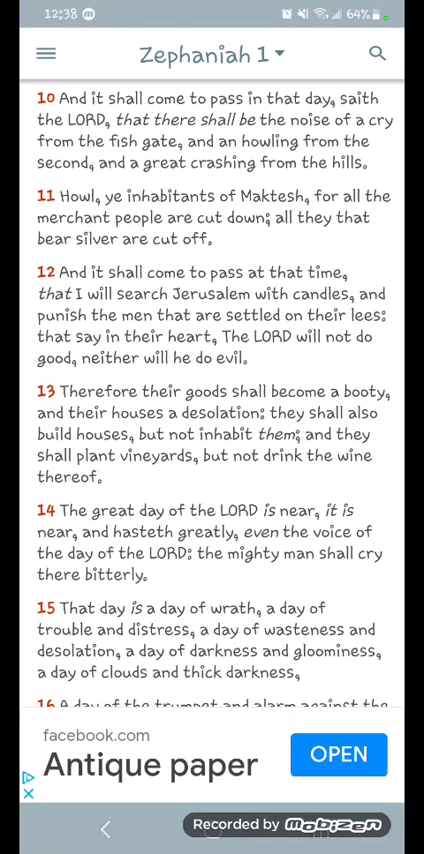 12:38 64%
Zephaniah 1
10 And it shall come to pass in that day, saith
the LORD, that there shall be the noise of a cry
from the fish gate, and an howling from the
second, and a great crashing from the hills.
11 Howl, ye inhabitants of Maktesh, for all the
merchant people are cut down; all they that
bear silver are cut off.
12 And it shall come to pass at that time,
that I will search Jerusalem with candles, and
punish the men that are settled on their lees:
that say in their heart, The LORD will not do
good, neither will he do evil.
13 Therefore their goods shall become a booty,
and their houses a desolation: they shall also
build houses, but not inhabit them; and they
shall plant vineyards, but not drink the wine
thereof.
14 The great day of the LORD is near, it is
near, and hasteth greatly, even the voice of
the day of the LORD: the mighty man shall cry
there bitterly.
15 That day is a day of wrath, a day of
trouble and distress, a day of wasteness and
desolation, a day of darkness and gloominess,
a day of clouds and thick darkness,
16 A day of the trumpet and alarm against the
facebook.com
Antique paper
OPEN
Recorded by mobizen